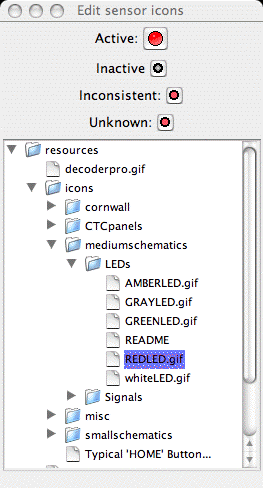 Edit sensor icons
Active:
Inactive
Inconsistent:
Unknown:
resources
decoderpro.gif
icons
cornwall
CTCpanels
mediumschematics
LEDs
AMBERLED.gif
GRAYLED.gif
GREENLED.gif
README
REDLED.gif
whiteLED.gif
Signals
misc
smallschematics
Typical 'HOME' Button...